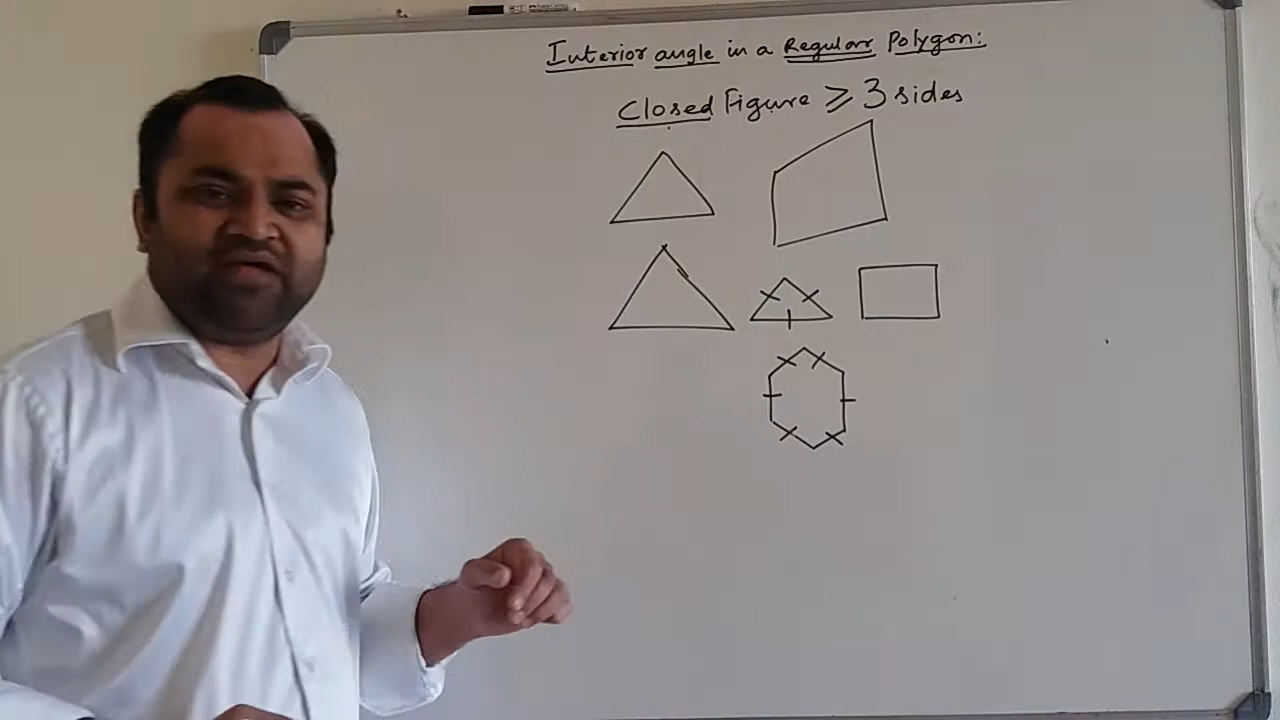 Interior angle in a Regular Polygon:
Closed Figure ≥ 3 sides